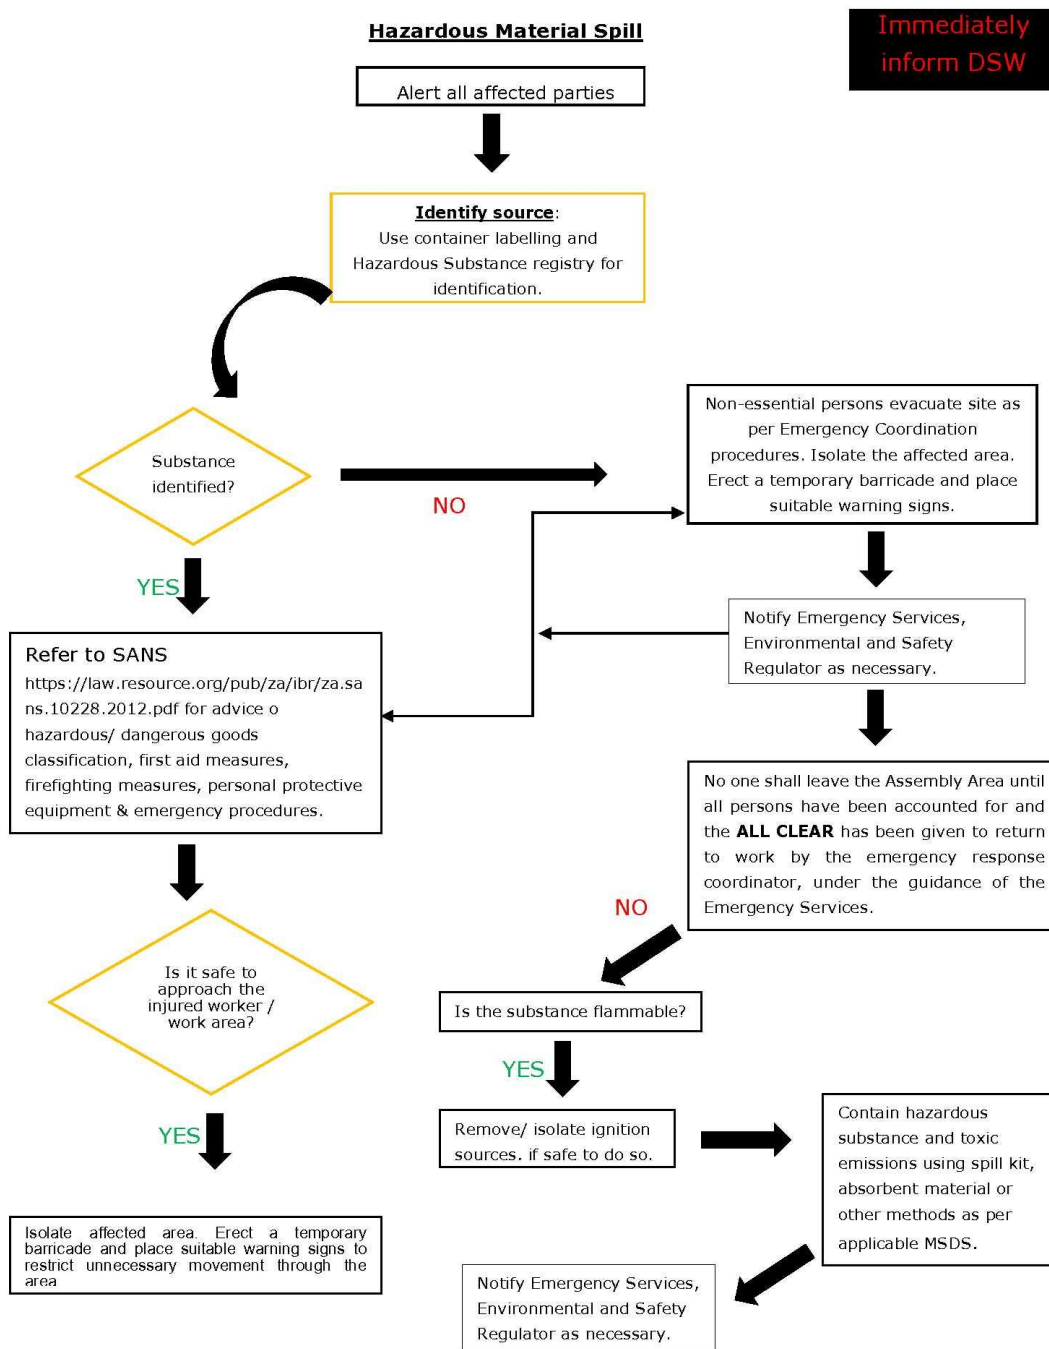 Hazardous Material Spill
Immediately
inform DSW
Alert all affected parties
Identify source:
Use container labelling and
Hazardous Substance registry for
identification.
Substance
identified?
NO
Non-essential persons evacuate site as
per Emergency Coordination
procedures. Isolate the affected area.
Erect a temporary barricade and place
suitable warning signs.
YES
Notify Emergency Services,
Environmental and Safety
Regulator as necessary.
Refer to SANS
https://law.resource.org/pub/za/ibr/za.sa
ns.10228.2012.pdf for advice o
hazardous/ dangerous goods
classification, first aid measures,
firefighting measures, personal protective
equipment & emergency procedures.
No one shall leave the Assembly Area until
all persons have been accounted for and
the ALL CLEAR has been given to return
to work by the emergency response
coordinator, under the guidance of the
Emergency Services.
NO
Is it safe to
approach the
injured worker /
work area?
Is the substance flammable?
YES
YES
Remove/ isolate ignition
sources. if safe to do so.
Contain hazardous
substance and toxic
emissions using spill kit,
absorbent material or
other methods as per
applicable MSDS.
Isolate affected area. Erect a temporary
barricade and place suitable warning signs to
restrict unnecessary movement through the
area
Notify Emergency Services,
Environmental and Safety
Regulator as necessary.